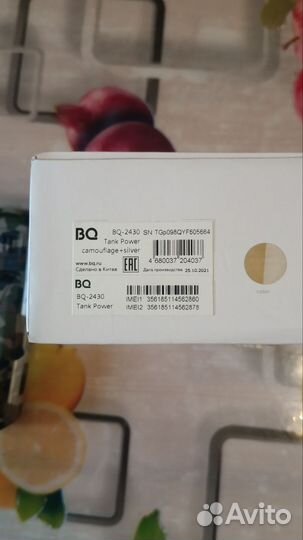 BQ
BQ-2430 SN TGp098QYF605664
Tank Power
camouflage+silver
www.bq.ru
Сделано в Китае
EAC
4 680037 204037
Дата производства 25.10.2021
BQ
BQ-2430
Tank Power
IMEI1 356185114562860
IMEI2 356185114562878
Avito